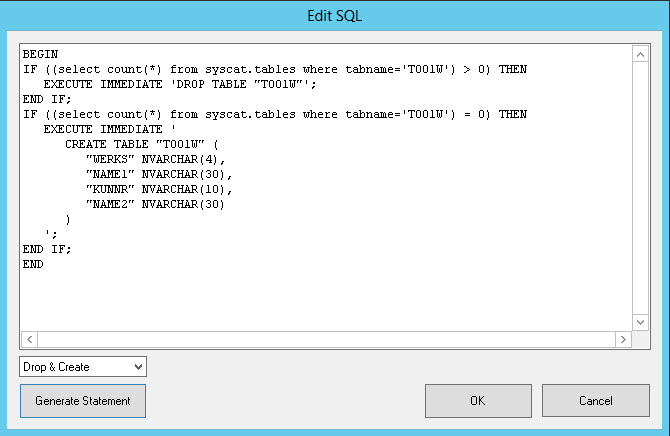 Edit SQL
BEGIN
IF ((select count(*) from syscat.tables where tabname='T001W') > 0) THEN
   EXECUTE IMMEDIATE 'DROP TABLE "T001W"';
END IF;
IF ((select count(*) from syscat.tables where tabname='T001W') = 0) THEN
   EXECUTE IMMEDIATE '
      CREATE TABLE "T001W" (
         "WERKS" NVARCHAR(4),
         "NAME1" NVARCHAR(30),
         "KUNNR" NVARCHAR(10),
         "NAME2" NVARCHAR(30)
      )
   ';
END IF;
END
Drop & Create
Generate Statement
OK
Cancel